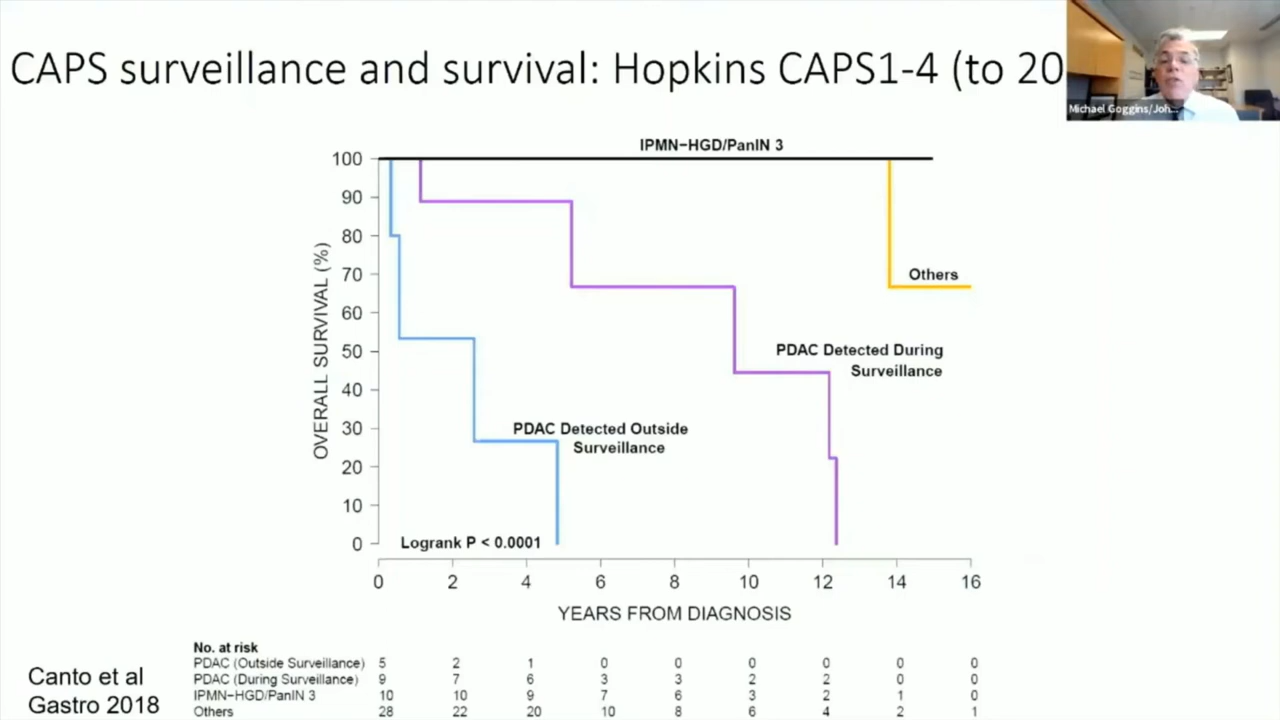 CAPS surveillance and survival: Hopkins CAPS1-4 (to 20
Michael Goggins/Joh...
IPMN-HGD/PanIN 3
100
90
80
70
60
50
40
30
20
10
0
OVERALL SURVIVAL (%)
Others
PDAC Detected During
Surveillance
PDAC Detected Outside
Surveillance
Logrank P < 0.0001
0 2 4 6 8 10 12 14 16
YEARS FROM DIAGNOSIS
No. at risk
PDAC (Outside Surveillance) 5 2 1 0 0 0 0 0 0
PDAC (During Surveillance) 9 7 6 3 3 2 2 0 0
IPMN-HGD/PanIN 3 10 10 9 7 6 3 2 1 0
Others 28 22 20 10 8 6 4 2 1
Canto et al
Gastro 2018